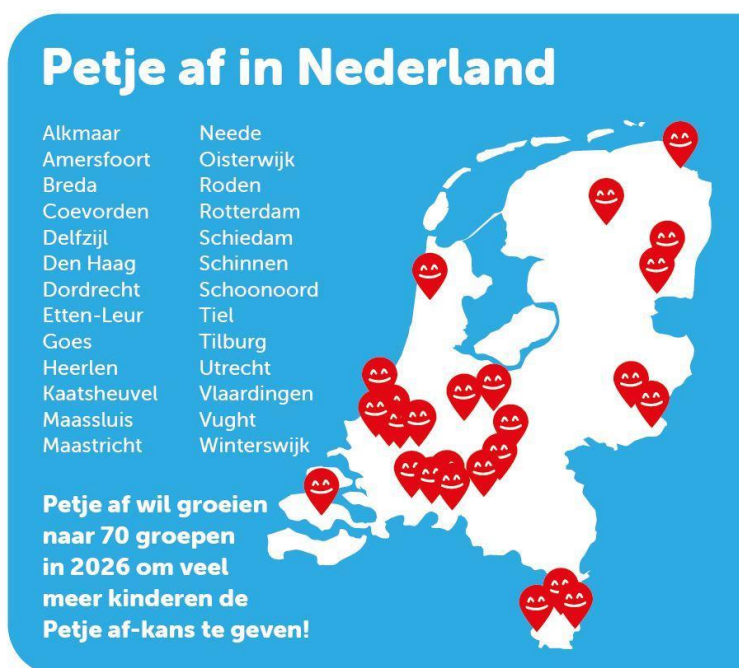 Petje af in Nederland
Alkmaar
Amersfoort
Breda
Coevorden
Delfzijl
Den Haag
Dordrecht
Etten-Leur
Goes
Heerlen
Kaatsheuvel
Maassluis
Maastricht
Neede
Oisterwijk
Roden
Rotterdam
Schiedam
Schinnen
Schoonoord
Tiel
Tilburg
Utrecht
Vlaardingen
Vught
Winterswijk
Petje af wil groeien
naar 70 groepen
in 2026 om veel
meer kinderen de
Petje af-kans te geven!